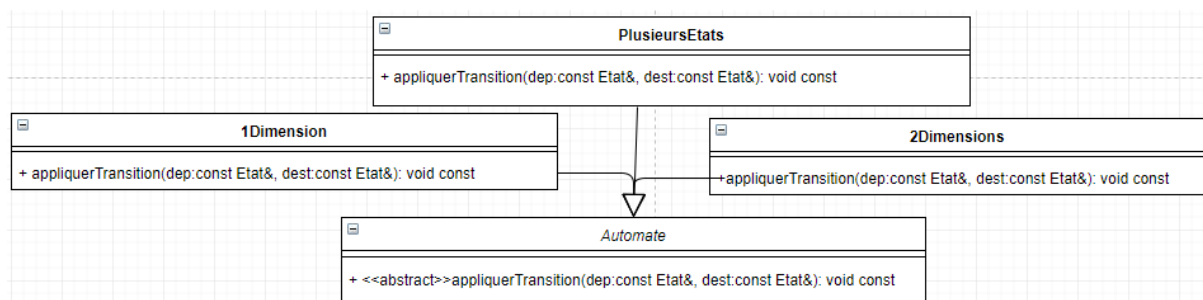 PlusieursEtats
+ appliquerTransition(dep:const Etat&, dest:const Etat&): void const
1Dimension
+ appliquerTransition(dep:const Etat&, dest:const Etat&): void const
2Dimensions
+appliquerTransition(dep:const Etat&, dest:const Etat&): void const
Automate
+ <<abstract>>appliquerTransition(dep:const Etat&, dest:const Etat&): void const